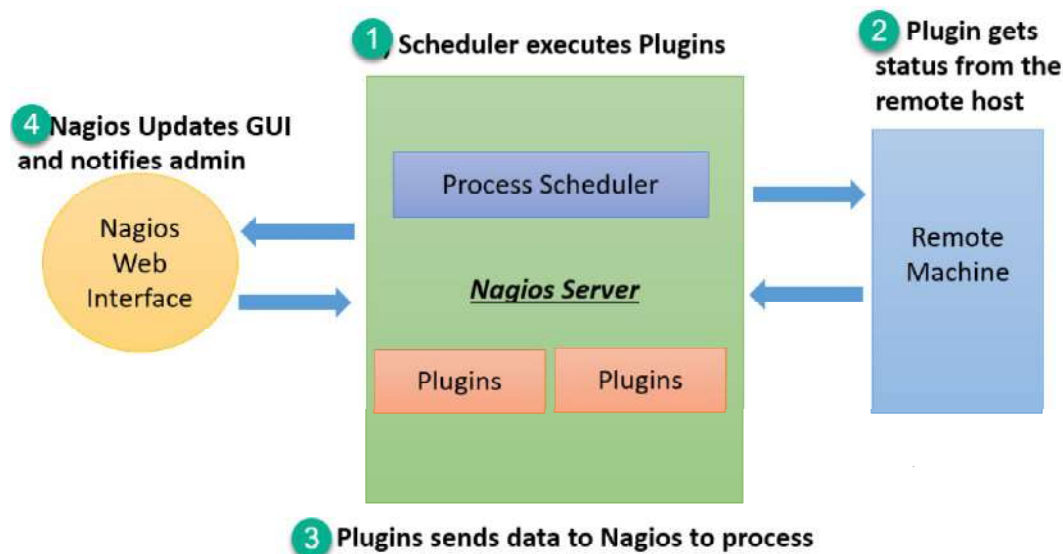 1 Scheduler executes Plugins
2 Plugin gets
status from the
remote host
4 Nagios Updates GUI
and notifies admin
Process Scheduler
Nagios
Web
Interface
Remote
Machine
Nagios Server
Plugins
Plugins
3 Plugins sends data to Nagios to process